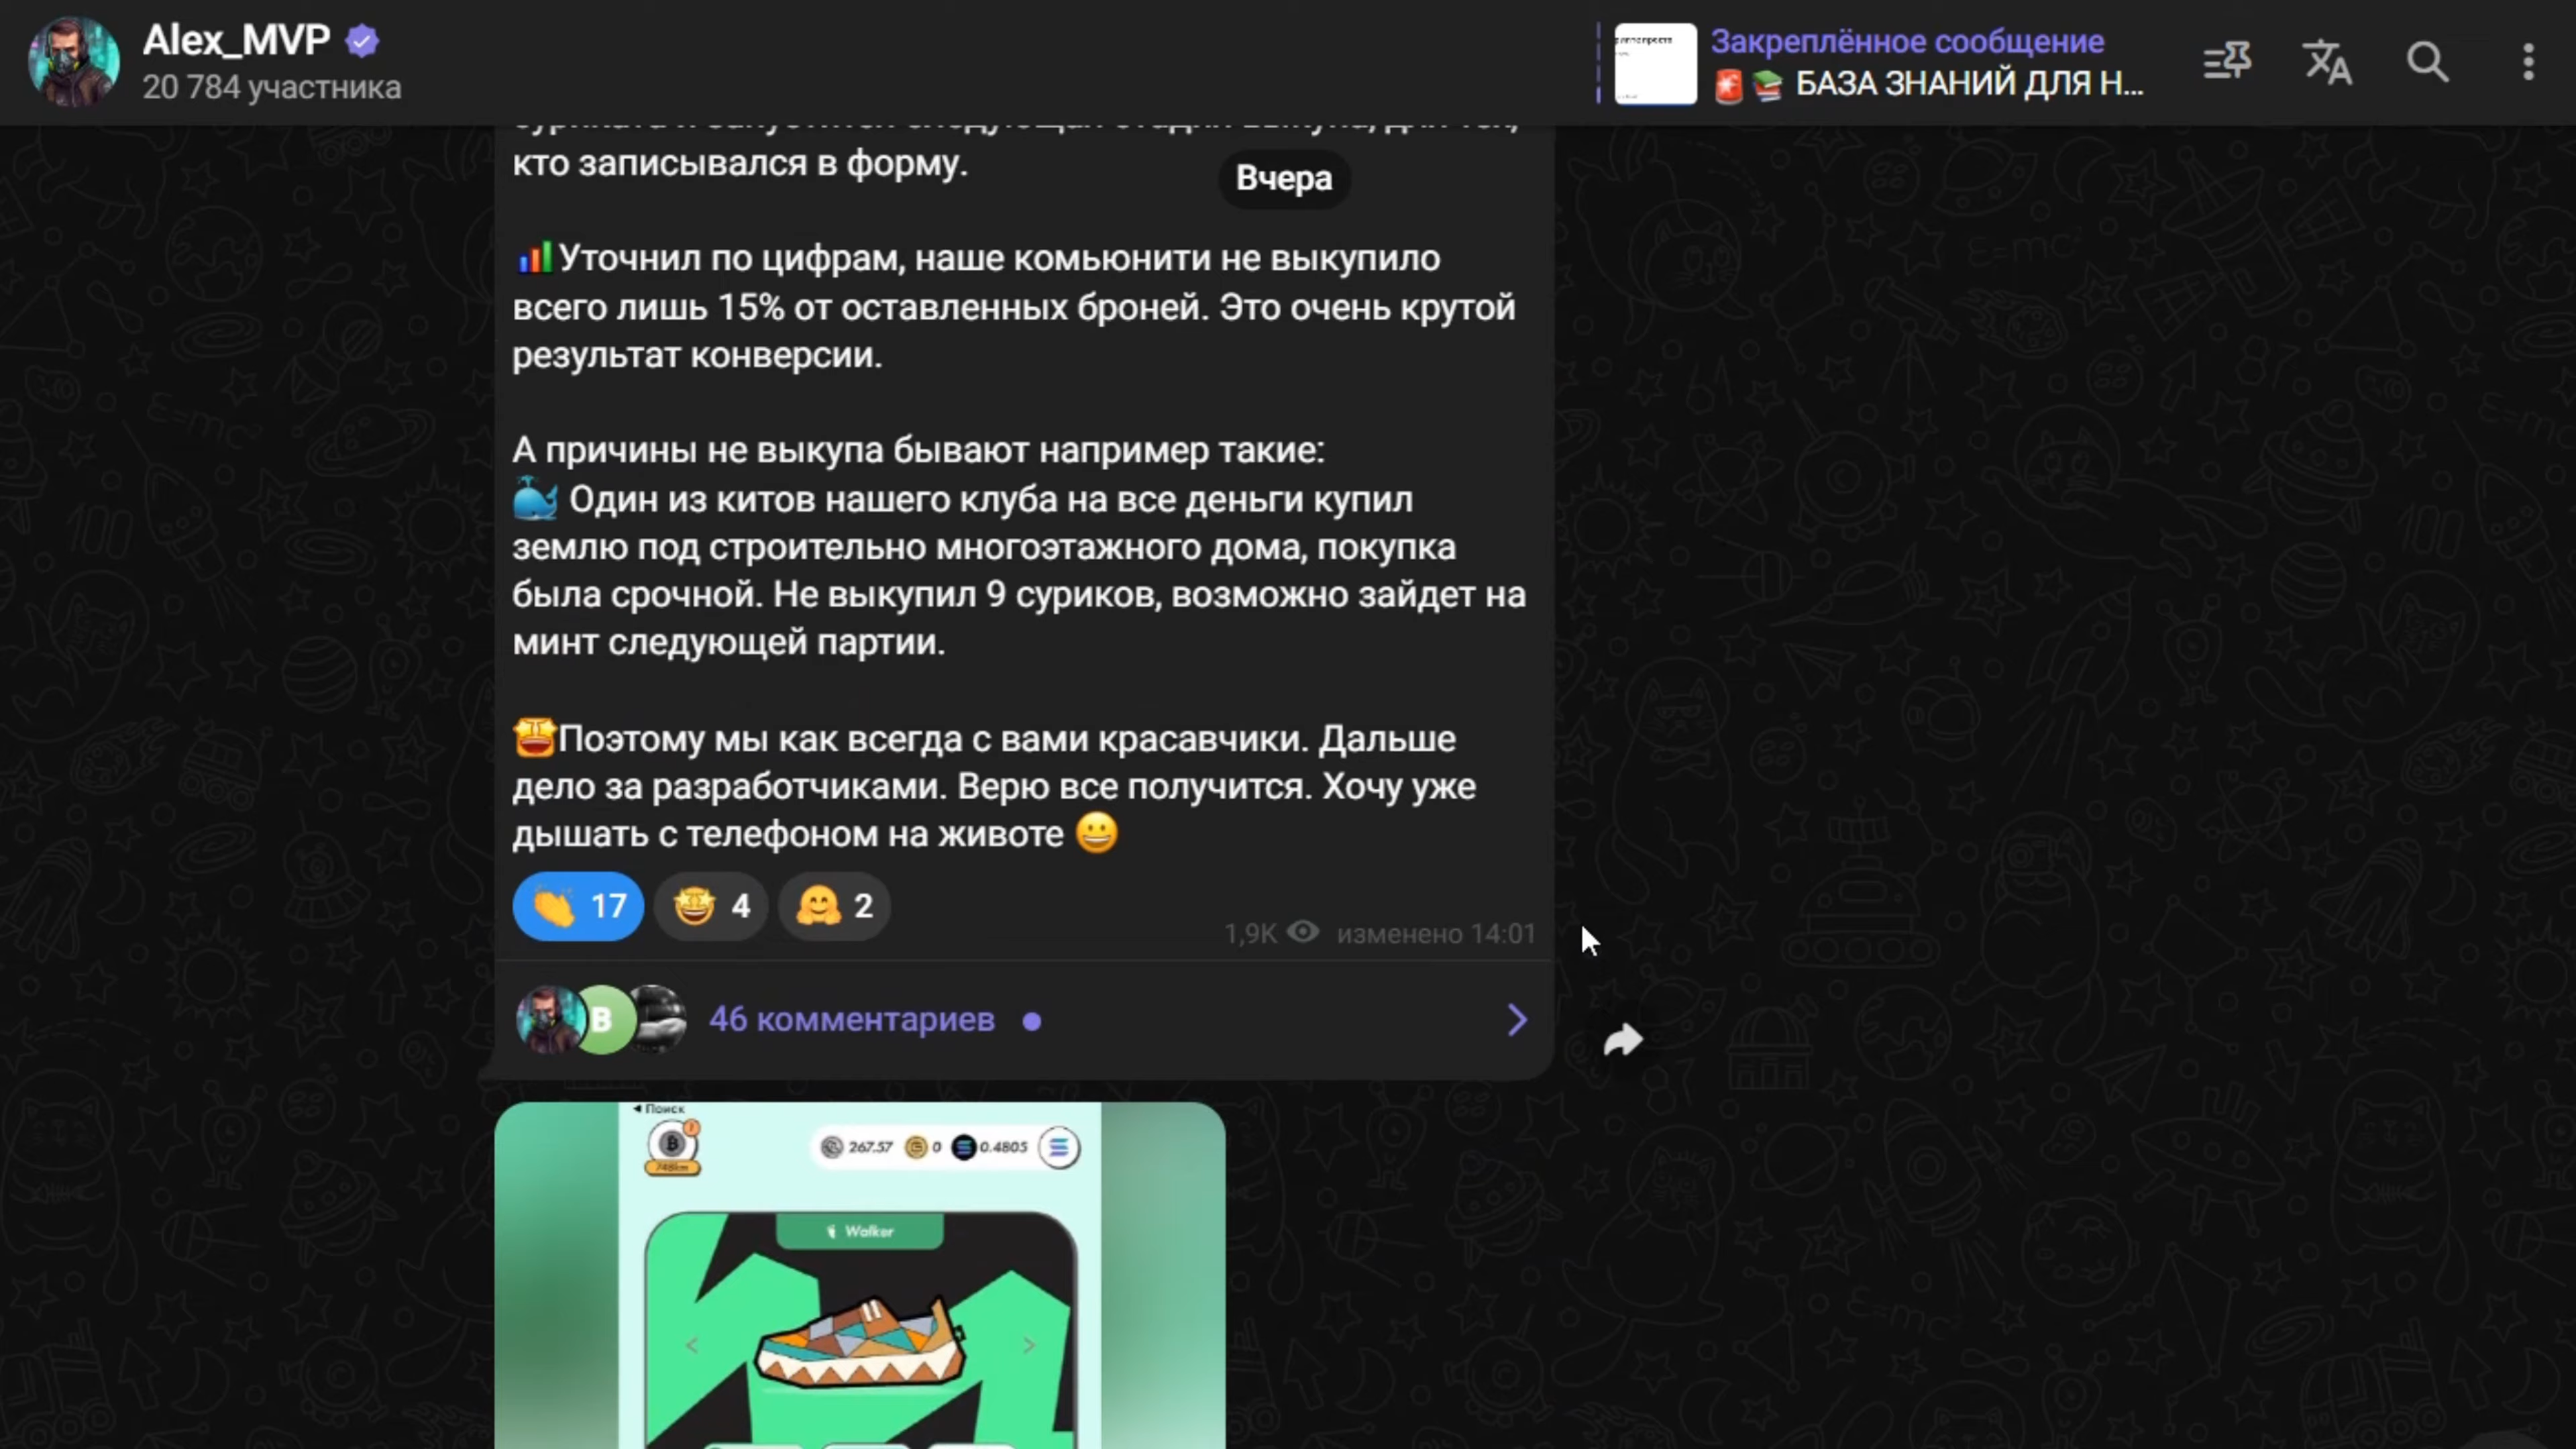 Alex_MVP
20 784 участника
Закреплённое сообщение
БАЗА ЗНАНИЙ ДЛЯ Н...
кто записывался в форму.
Вчера
Уточнил по цифрам, наше комьюнити не выкупило
всего лишь 15% от оставленных броней. Это очень крутой
результат конверсии.
А причины не выкупа бывают например такие:
Один из китов нашего клуба на все деньги купил
землю под строительно многоэтажного дома, покупка
была срочной. Не выкупил 9 суриков, возможно зайдет на
минт следующей партии.
Поэтому мы как всегда с вами красавчики. Дальше
дело за разработчиками. Верю все получится. Хочу уже
дышать с телефоном на животе
17 4 2
1,9K изменено 14:01
B
46 комментариев
Поиск
267.57 0 0.4805
Walker